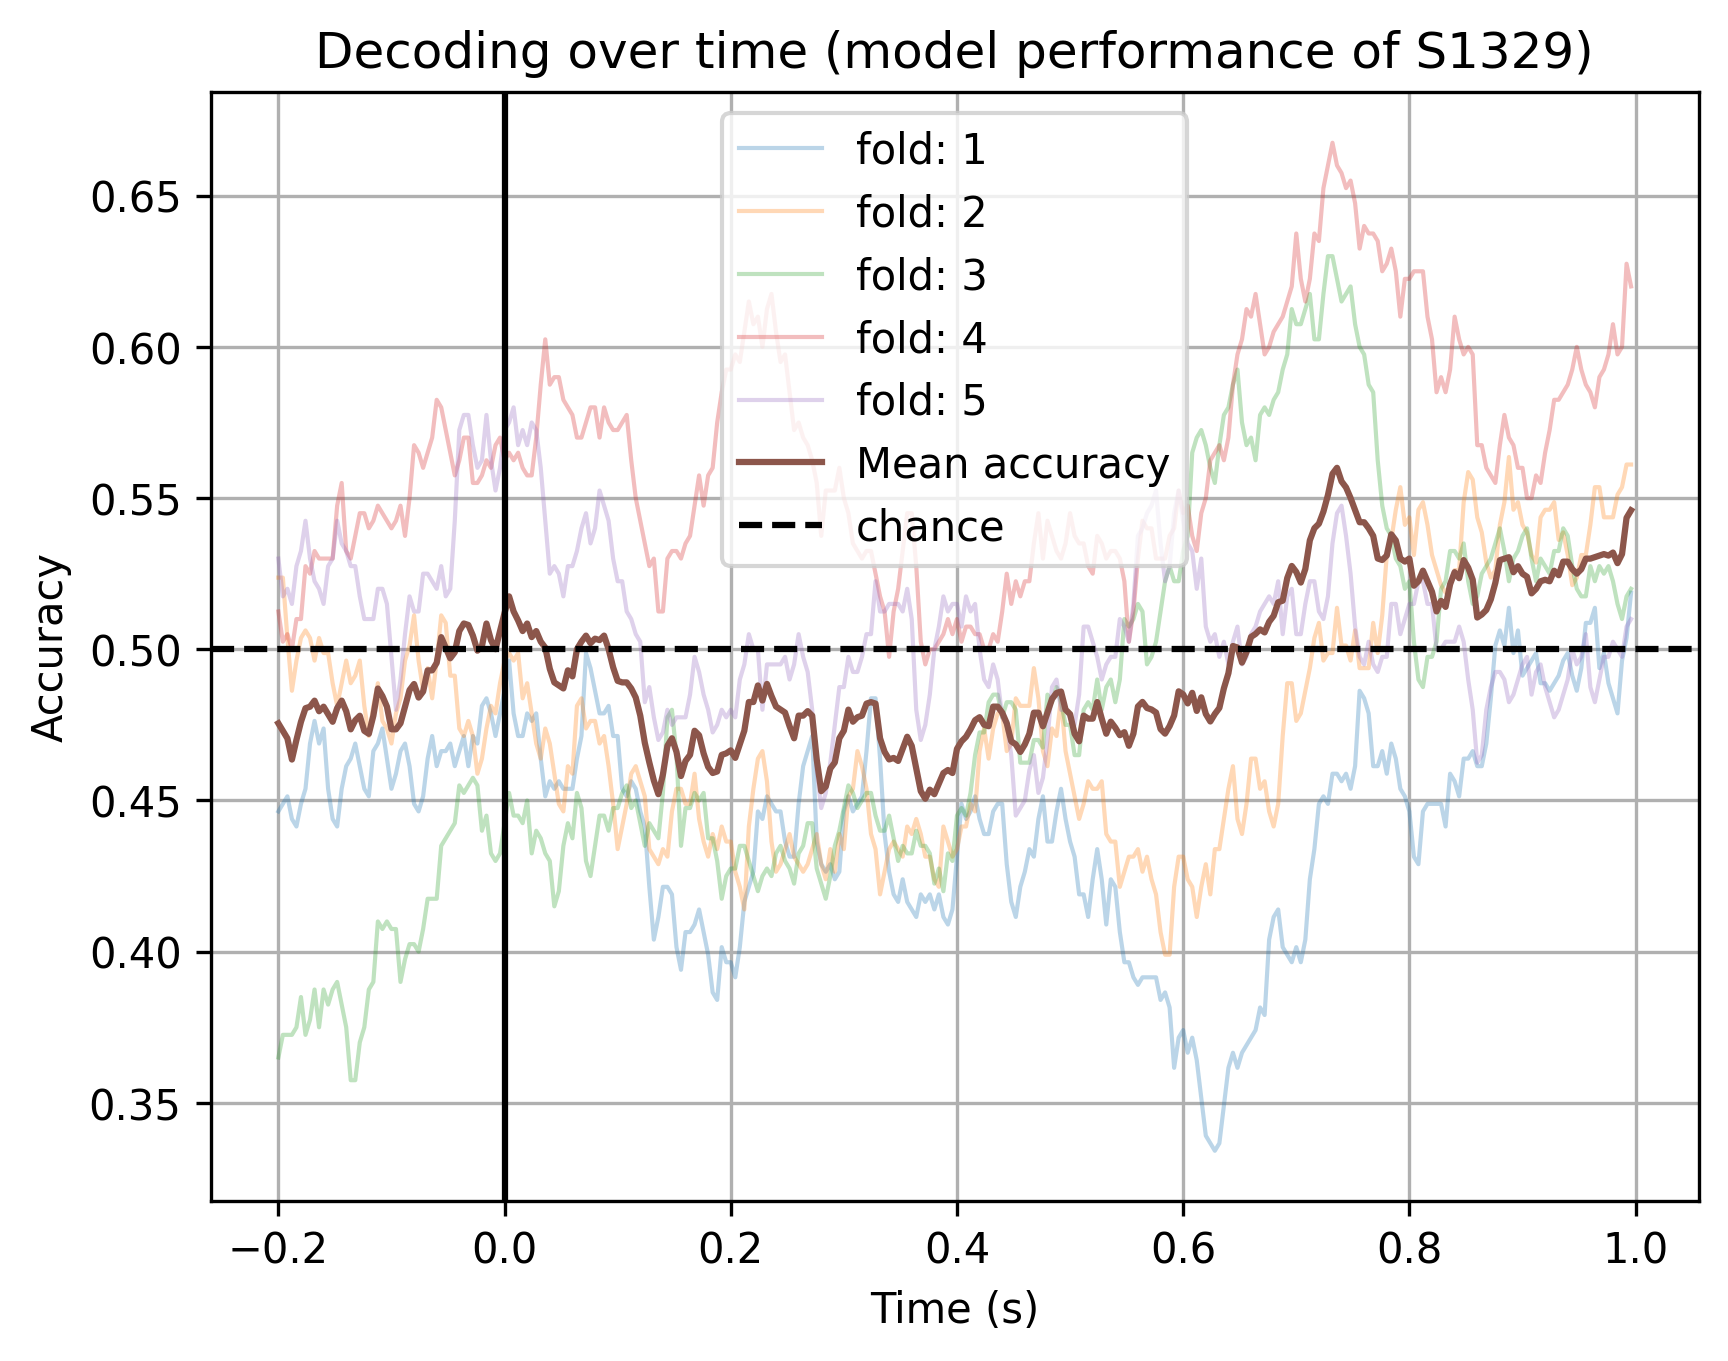 Decoding over time (model performance of S1329)
fold: 1
fold: 2
fold: 3
fold: 4
fold: 5
Mean accuracy
chance
Accuracy
0.65
0.60
0.55
0.50
0.45
0.40
0.35
−0.2 0.0 0.2 0.4 0.6 0.8 1.0
Time (s)